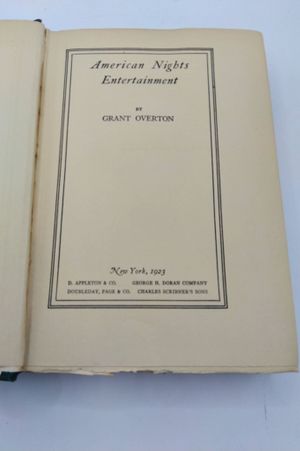 American Nights
Entertainment
BY
GRANT OVERTON
New York, 1923
D. APPLETON & CO. GEORGE H. DORAN COMPANY
DOUBLEDAY, PAGE & CO. CHARLES SCRIBNER'S SONS